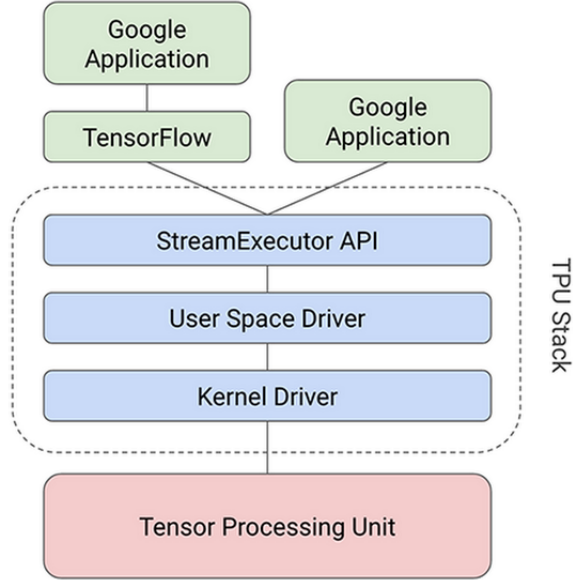 Google
Application
TensorFlow
Google
Application
StreamExecutor API
User Space Driver
Kernel Driver
TPU Stack
Tensor Processing Unit